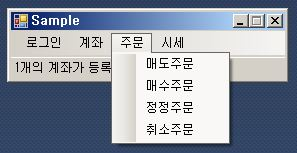 Sample
로그인 계좌 주문 시세
1개의 계좌가 등록
매도주문
매수주문
정정주문
취소주문